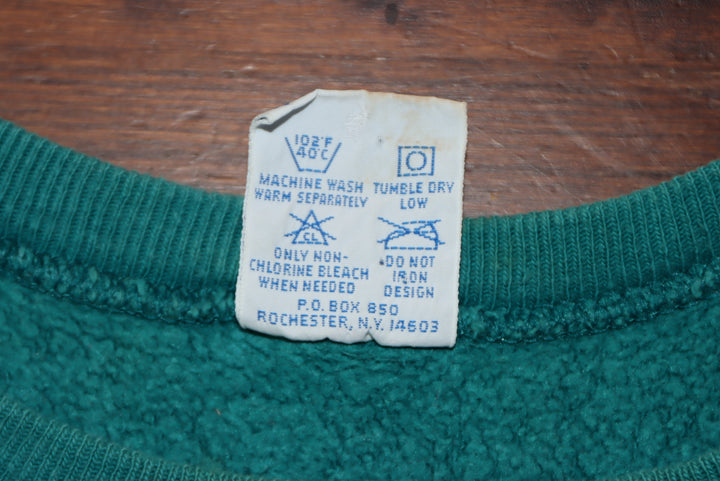 102°F
40°C
MACHINE WASH
WARM SEPARATELY
TUMBLE DRY
LOW
CL
ONLY NON-
CHLORINE BLEACH
WHEN NEEDED
DO NOT
IRON
DESIGN
P.O. BOX 850
ROCHESTER, N.Y. 14603